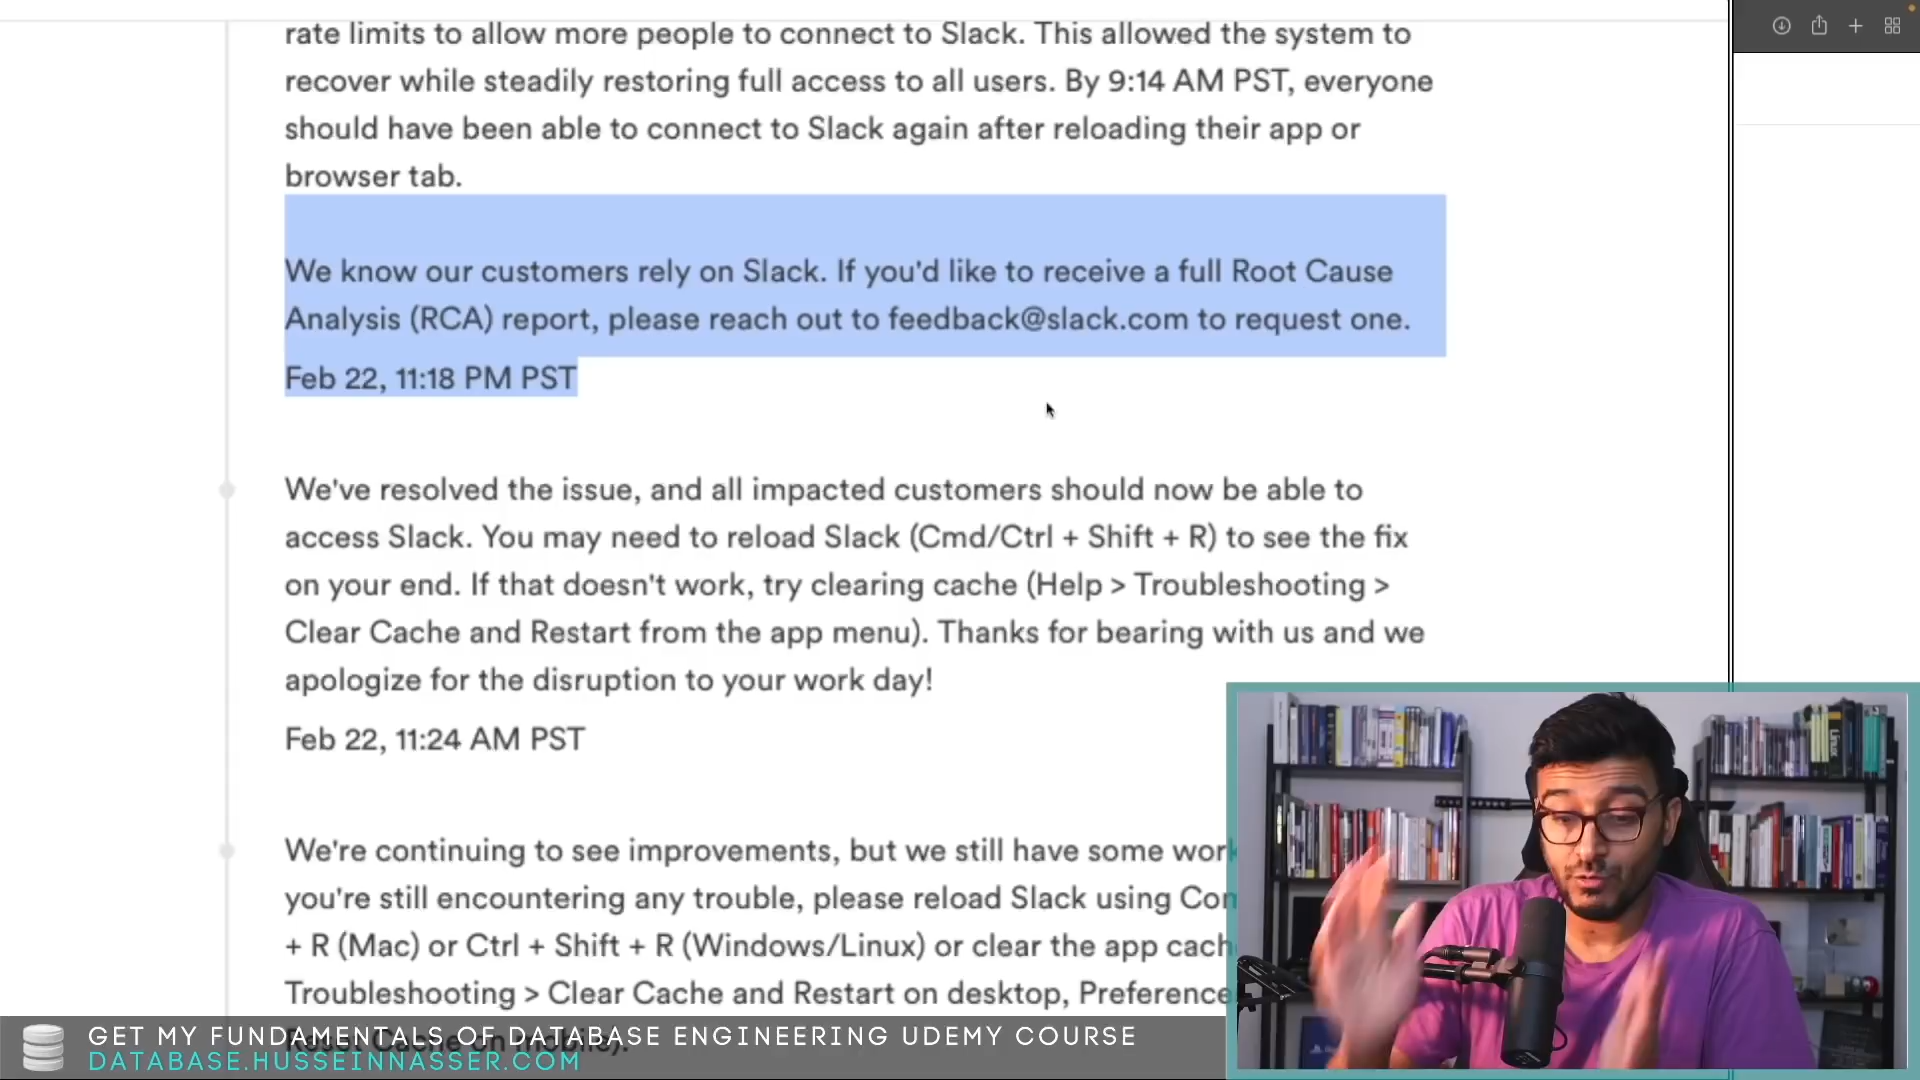 rate limits to allow more people to connect to Slack. This allowed the system to
recover while steadily restoring full access to all users. By 9:14 AM PST, everyone
should have been able to connect to Slack again after reloading their app or
browser tab.
We know our customers rely on Slack. If you'd like to receive a full Root Cause
Analysis (RCA) report, please reach out to feedback@slack.com to request one.
Feb 22, 11:18 PM PST
We've resolved the issue, and all impacted customers should now be able to
access Slack. You may need to reload Slack (Cmd/Ctrl + Shift + R) to see the fix
on your end. If that doesn't work, try clearing cache (Help > Troubleshooting >
Clear Cache and Restart from the app menu). Thanks for bearing with us and we
apologize for the disruption to your work day!
Feb 22, 11:24 AM PST
We're continuing to see improvements, but we still have some work
you're still encountering any trouble, please reload Slack using
+ R (Mac) or Ctrl + Shift + R (Windows/Linux) or clear the app
Troubleshooting > Clear Cache and Restart on desktop, Preference
Reset Cache on mobile).
GET MY FUNDAMENTALS OF DATABASE ENGINEERING UDEMY COURSE
DATABASE.HUSSEINNASSER.COM